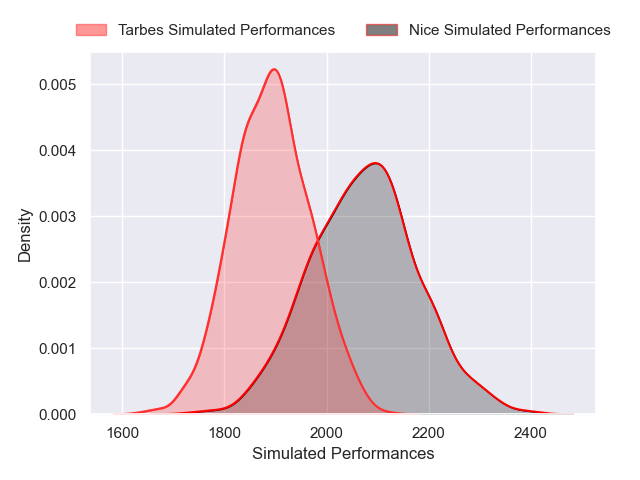 Tarbes Simulated Performances Nice Simulated Performances
0.005
0.004
0.003
0.002
0.001
0.000
Density
1600 1800 2000 2200 2400
Simulated Performances